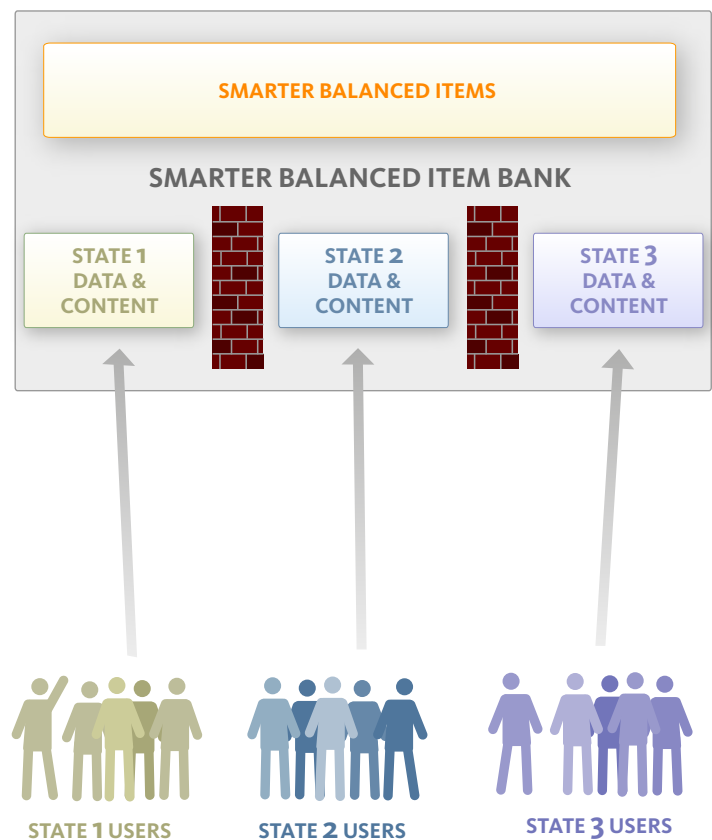 SMARTER BALANCED ITEMS
SMARTER BALANCED ITEM BANK
STATE 1
DATA &
CONTENT
STATE 2
DATA &
CONTENT
STATE 3
DATA &
CONTENT
STATE 1 USERS
STATE 2 USERS
STATE 3 USERS